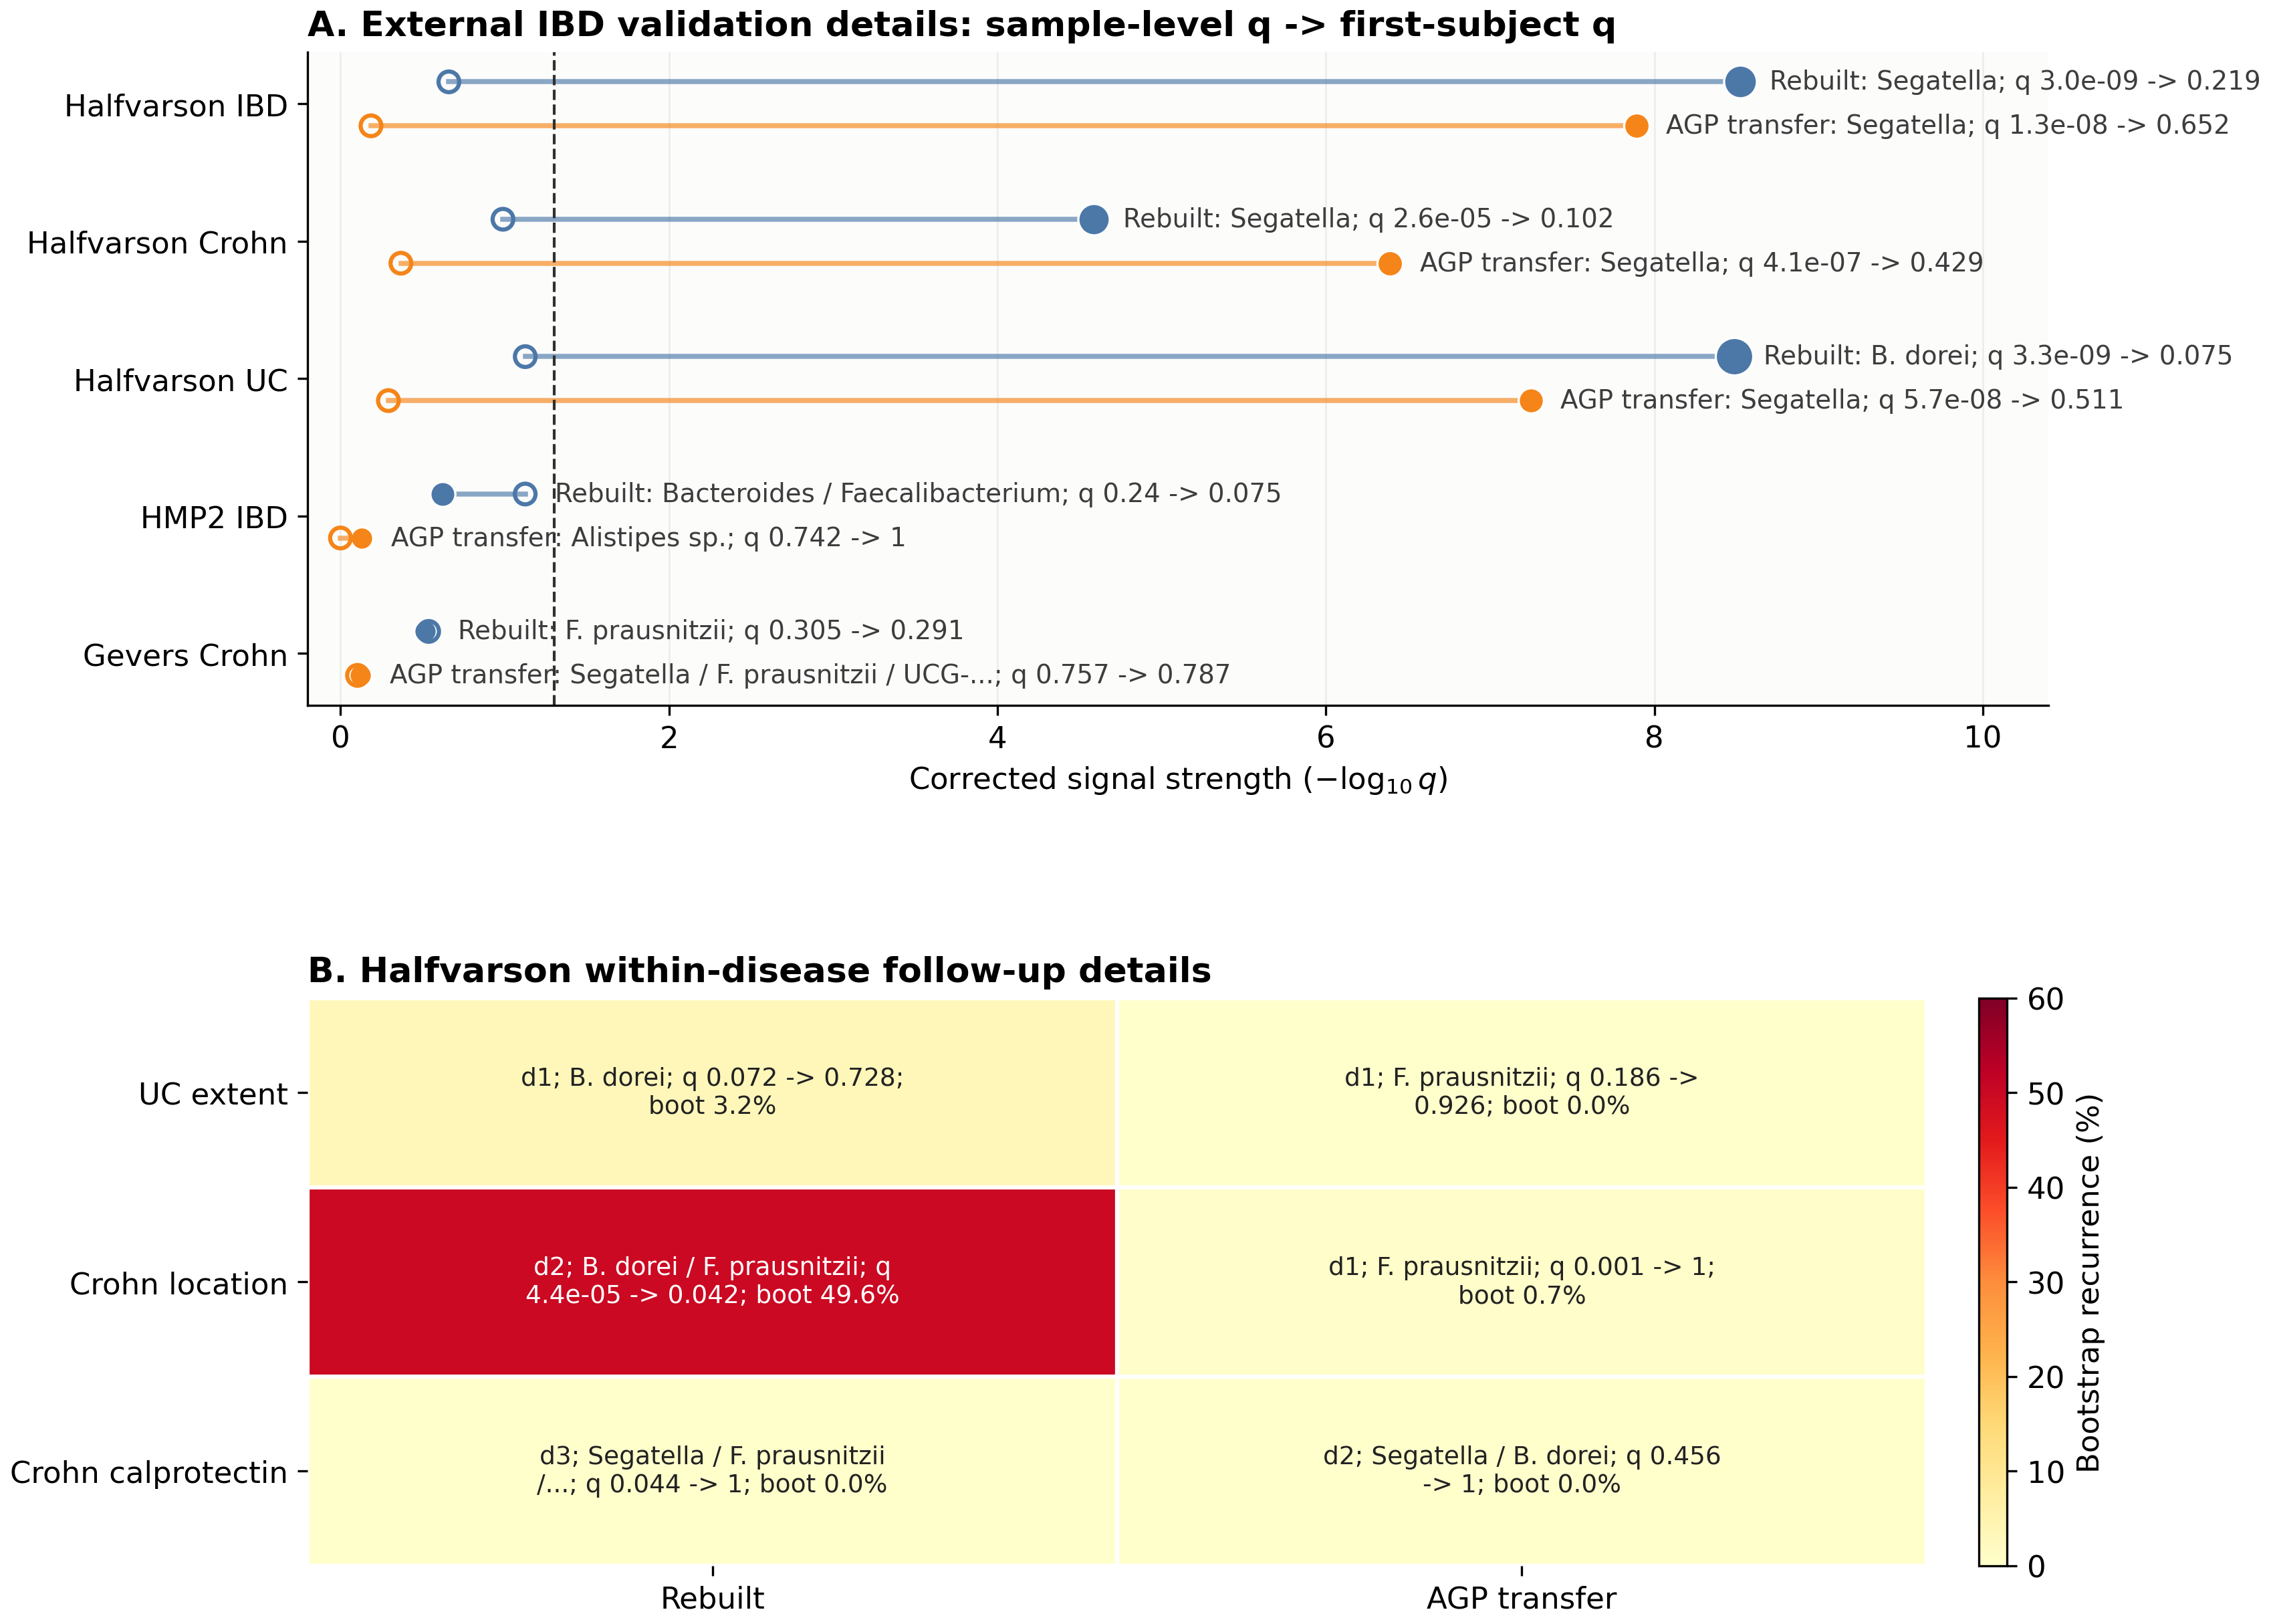 A. External IBD validation details: sample-level q -> first-subject q
Halfvarson IBD
Rebuilt: Segatella; q 3.0e-09 -> 0.219
AGP transfer: Segatella; q 1.3e-08 -> 0.652
Halfvarson Crohn
Rebuilt: Segatella; q 2.6e-05 -> 0.102
AGP transfer: Segatella; q 4.1e-07 -> 0.429
Halfvarson UC
Rebuilt: B. dorei; q 3.3e-09 -> 0.075
AGP transfer: Segatella; q 5.7e-08 -> 0.511
HMP2 IBD
Rebuilt: Bacteroides / Faecalibacterium; q 0.24 -> 0.075
AGP transfer: Alistipes sp.; q 0.742 -> 1
Gevers Crohn
Rebuilt: F. prausnitzii; q 0.305 -> 0.291
AGP transfer: Segatella / F. prausnitzii / UCG-...; q 0.757 -> 0.787
0 2 4 6 8 10
Corrected signal strength (−log₁₀ q)
B. Halfvarson within-disease follow-up details
UC extent
d1; B. dorei; q 0.072 -> 0.728;
boot 3.2%
d1; F. prausnitzii; q 0.186 ->
0.926; boot 0.0%
Crohn location
d2; B. dorei / F. prausnitzii; q
4.4e-05 -> 0.042; boot 49.6%
d1; F. prausnitzii; q 0.001 -> 1;
boot 0.7%
Crohn calprotectin
d3; Segatella / F. prausnitzii
/...; q 0.044 -> 1; boot 0.0%
d2; Segatella / B. dorei; q 0.456
-> 1; boot 0.0%
Rebuilt
AGP transfer
60
50
40
30
20
10
0
Bootstrap recurrence (%)